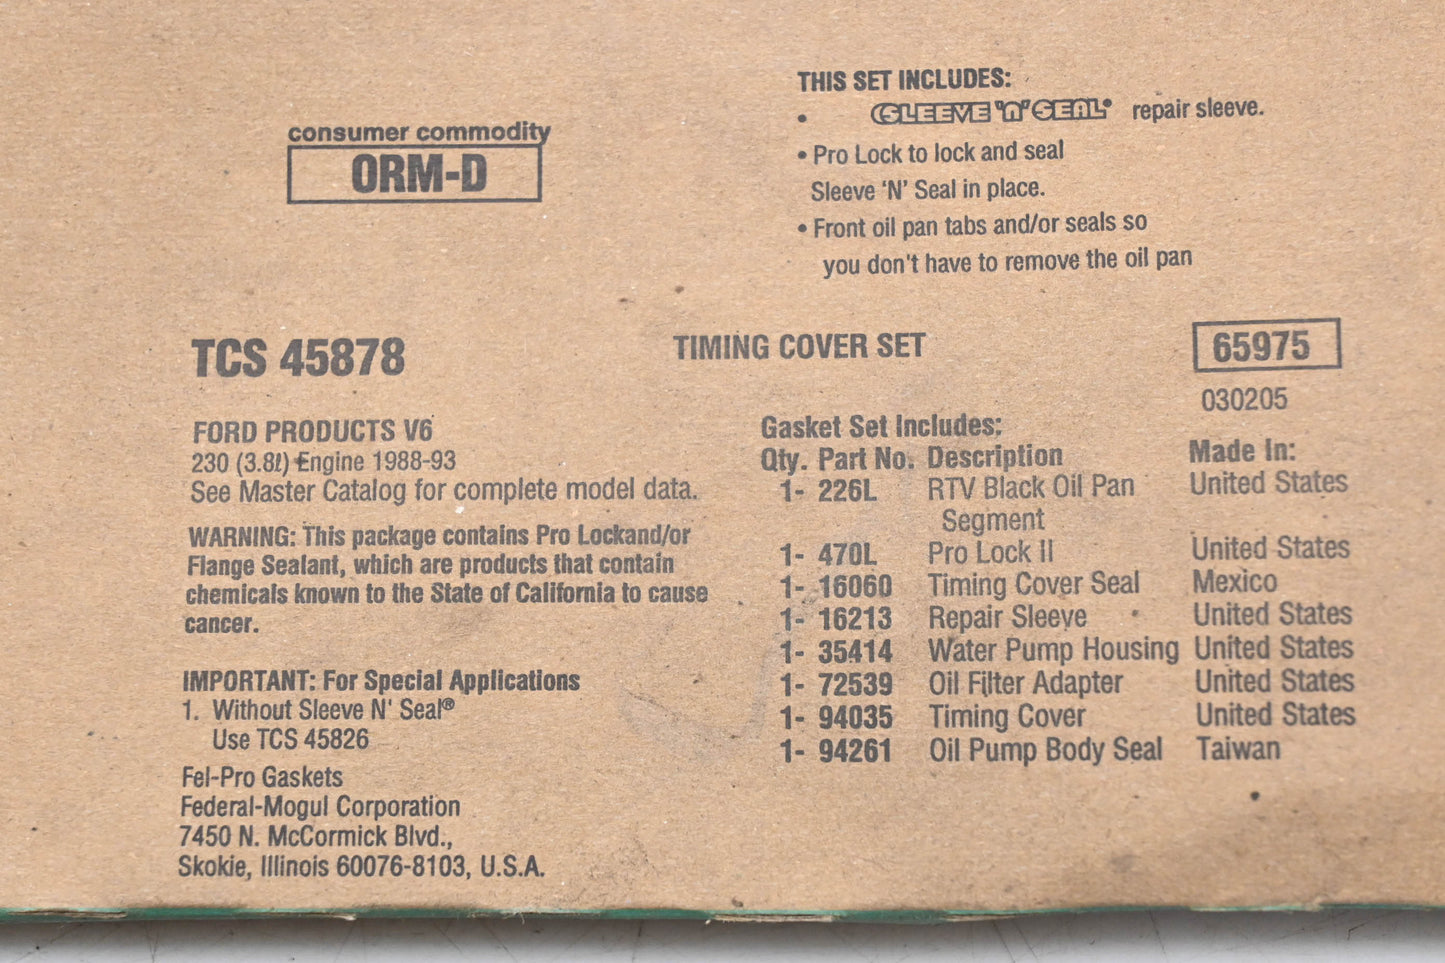 consumer commodity
ORM-D
THIS SET INCLUDES:
• SLEEVE 'N' SEAL® repair sleeve.
• Pro Lock to lock and seal
Sleeve 'N' Seal in place.
• Front oil pan tabs and/or seals so
you don't have to remove the oil pan
TCS 45878
TIMING COVER SET
65975
030205
FORD PRODUCTS V6
230 (3.8ℓ) Engine 1988-93
See Master Catalog for complete model data.
WARNING: This package contains Pro Lockand/or
Flange Sealant, which are products that contain
chemicals known to the State of California to cause
cancer.
IMPORTANT: For Special Applications
1. Without Sleeve N' Seal®
Use TCS 45826
Fel-Pro Gaskets
Federal-Mogul Corporation
7450 N. McCormick Blvd.,
Skokie, Illinois 60076-8103, U.S.A.
Gasket Set Includes:
Qty. Part No. Description Made In:
1- 226L RTV Black Oil Pan United States
Segment
1- 470L Pro Lock II United States
1- 16060 Timing Cover Seal Mexico
1- 16213 Repair Sleeve United States
1- 35414 Water Pump Housing United States
1- 72539 Oil Filter Adapter United States
1- 94035 Timing Cover United States
1- 94261 Oil Pump Body Seal Taiwan